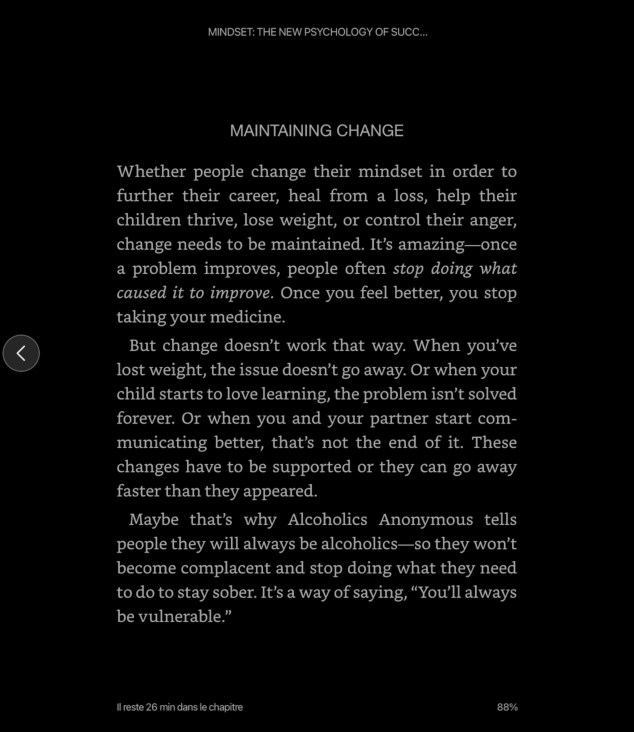 MINDSET: THE NEW PSYCHOLOGY OF SUCC...
MAINTAINING CHANGE
Whether people change their mindset in order to
further their career, heal from a loss, help their
children thrive, lose weight, or control their anger,
change needs to be maintained. It’s amazing—once
a problem improves, people often stop doing what
caused it to improve. Once you feel better, you stop
taking your medicine.
But change doesn’t work that way. When you’ve
lost weight, the issue doesn’t go away. Or when your
child starts to love learning, the problem isn’t solved
forever. Or when you and your partner start com-
municating better, that’s not the end of it. These
changes have to be supported or they can go away
faster than they appeared.
Maybe that’s why Alcoholics Anonymous tells
people they will always be alcoholics—so they won’t
become complacent and stop doing what they need
to do to stay sober. It’s a way of saying, “You’ll always
be vulnerable.”
Il reste 26 min dans le chapitre
88%